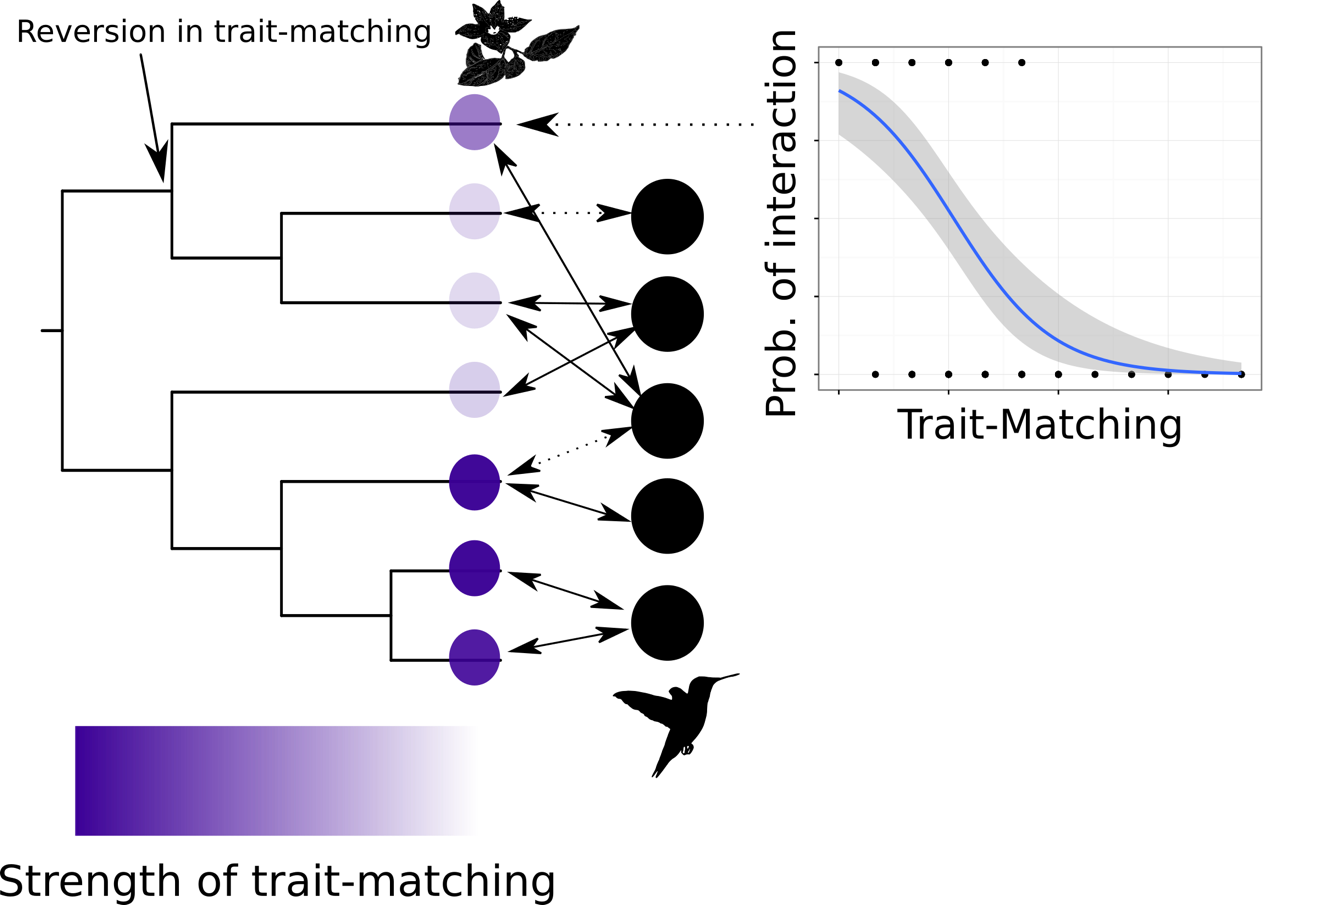 Reversion in trait-matching
Prob. of interaction
Trait-Matching
Strength of trait-matching